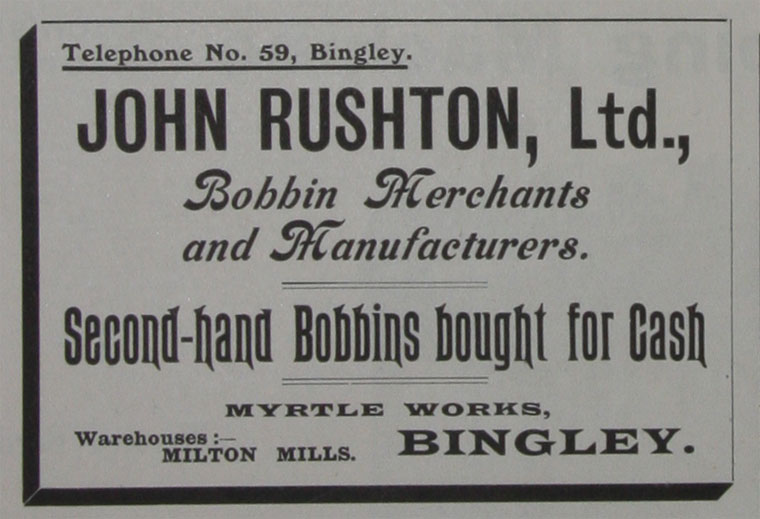 Telephone No. 59, Bingley.
JOHN RUSHTON, Ltd.,
Bobbin Merchants
and Manufacturers.
Second-hand Bobbins bought for Cash
MYRTLE WORKS,
Warehouses :—
MILTON MILLS.
BINGLEY.